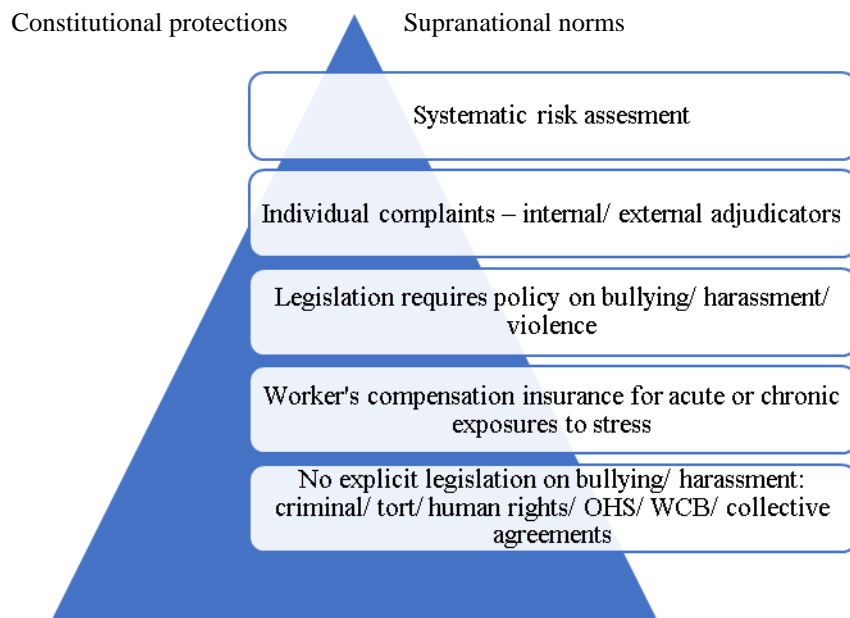 Constitutional protections
Supranational norms
Systematic risk assesment
Individual complaints – internal/ external adjudicators
Legislation requires policy on bullying/ harassment/
violence
Worker's compensation insurance for acute or chronic
exposures to stress
No explicit legislation on bullying/ harassment:
criminal/ tort/ human rights/ OHS/ WCB/ collective
agreements